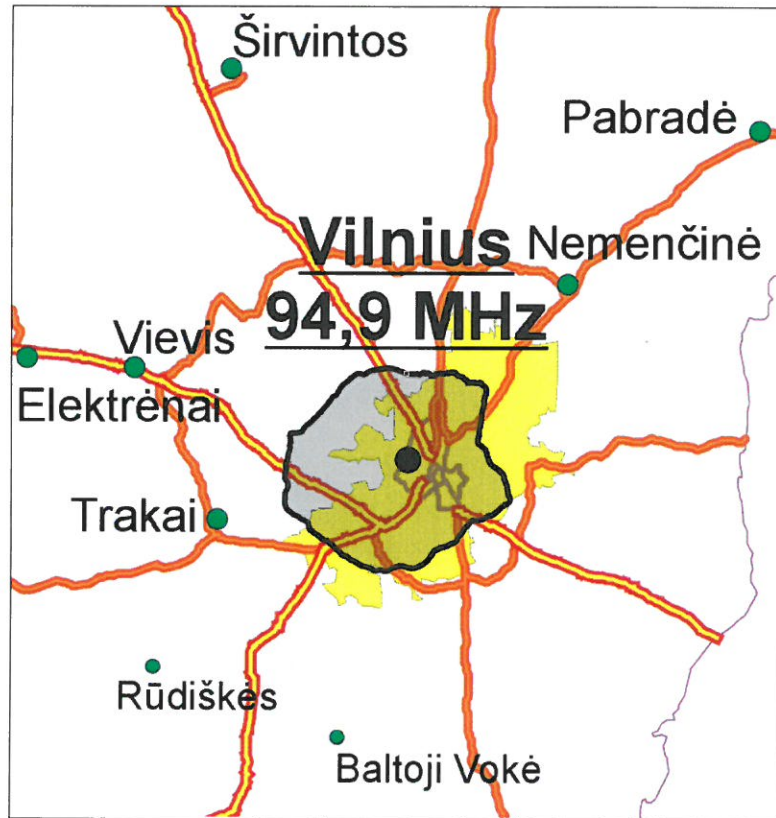 Širvintos
Pabradė
Vilnius
Nemenčinė
94,9 MHz
Vievis
Elektrėnai
Trakai
Rūdiškės
Baltoji Vokė